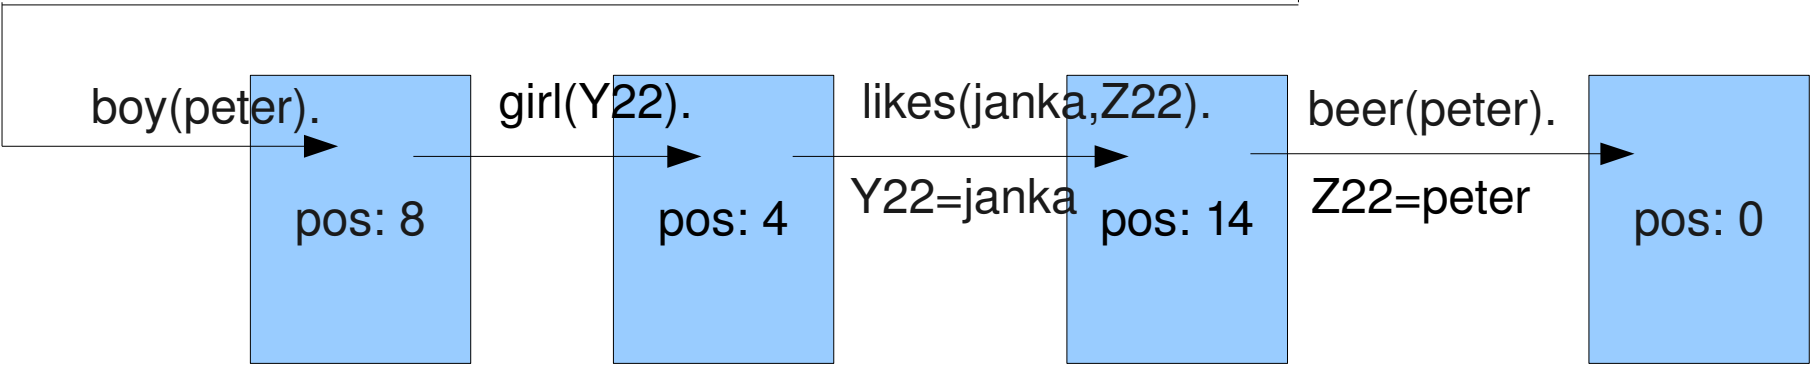 boy(peter).
girl(Y22).
likes(janka,Z22).
beer(peter).
Y22=janka
Z22=peter
pos: 8
pos: 4
pos: 14
pos: 0